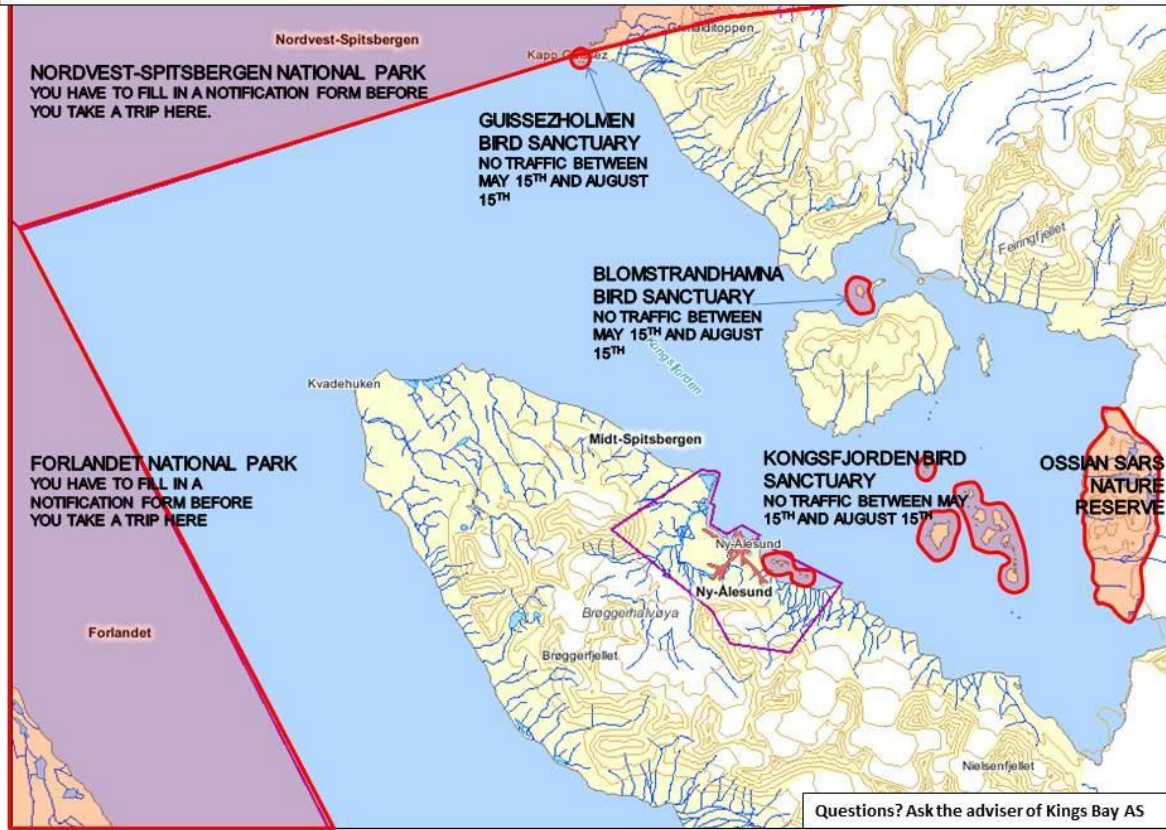 Nordvest-Spitsbergen
NORDVEST-SPITSBERGEN NATIONAL PARK
YOU HAVE TO FILL IN A NOTIFICATION FORM BEFORE
YOU TAKE A TRIP HERE.
Kapp
GUISSEZHOLMEN
BIRD SANCTUARY
NO TRAFFIC BETWEEN
MAY 15TH AND AUGUST
15TH
Feiringfjellet
BLOMSTRANDHAMNA
BIRD SANCTUARY
NO TRAFFIC BETWEEN
MAY 15TH AND AUGUST
15TH
Kongsfjorden
Kvadehuken
Midt-Spitsbergen
FORLANDET NATIONAL PARK
YOU HAVE TO FILL IN A
NOTIFICATION FORM BEFORE
YOU TAKE A TRIP HERE
KONGSFJORDEN BIRD
SANCTUARY
NO TRAFFIC BETWEEN MAY
15TH AND AUGUST 15TH
OSSIAN SARS
NATURE
RESERVE
Ny-Ålesund
Ny-Ålesund
Brøggerhalvøya
Forlandet
Brøggerfjellet
Nielsenfjellet
Questions? Ask the adviser of Kings Bay AS